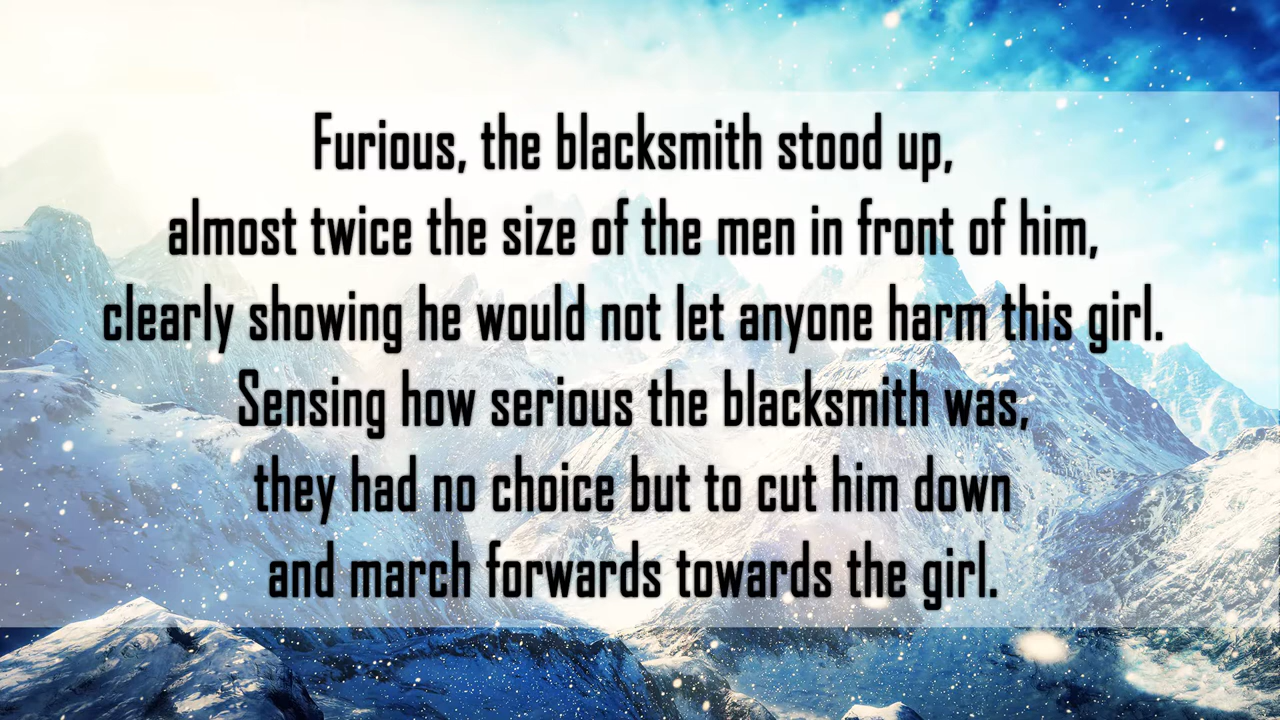 Furious, the blacksmith stood up,
almost twice the size of the men in front of him,
clearly showing he would not let anyone harm this girl.
Sensing how serious the blacksmith was,
they had no choice but to cut him down
and march forwards towards the girl.